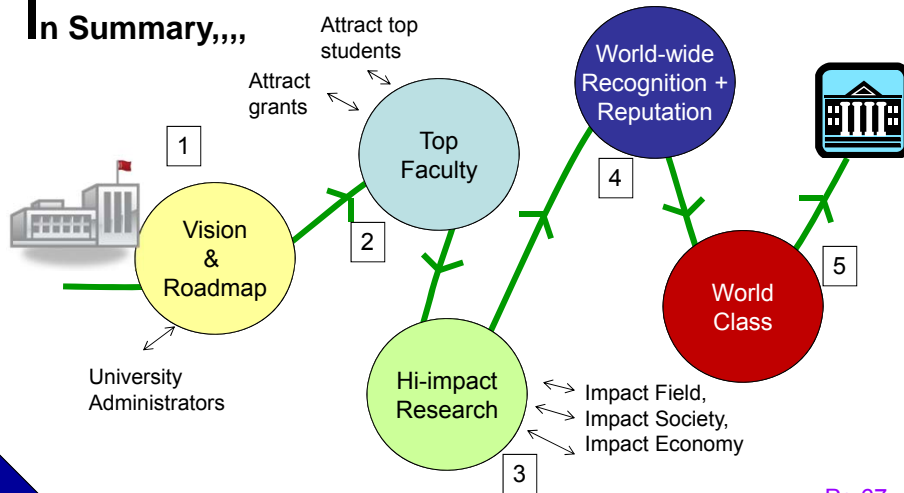 In Summary,,,,
Attract top
students
Attract
grants
1
Vision
&
Roadmap
University
Administrators
2
Top
Faculty
Hi-impact
Research
3
Impact Field,
Impact Society,
Impact Economy
World-wide
Recognition +
Reputation
4
World
Class
5